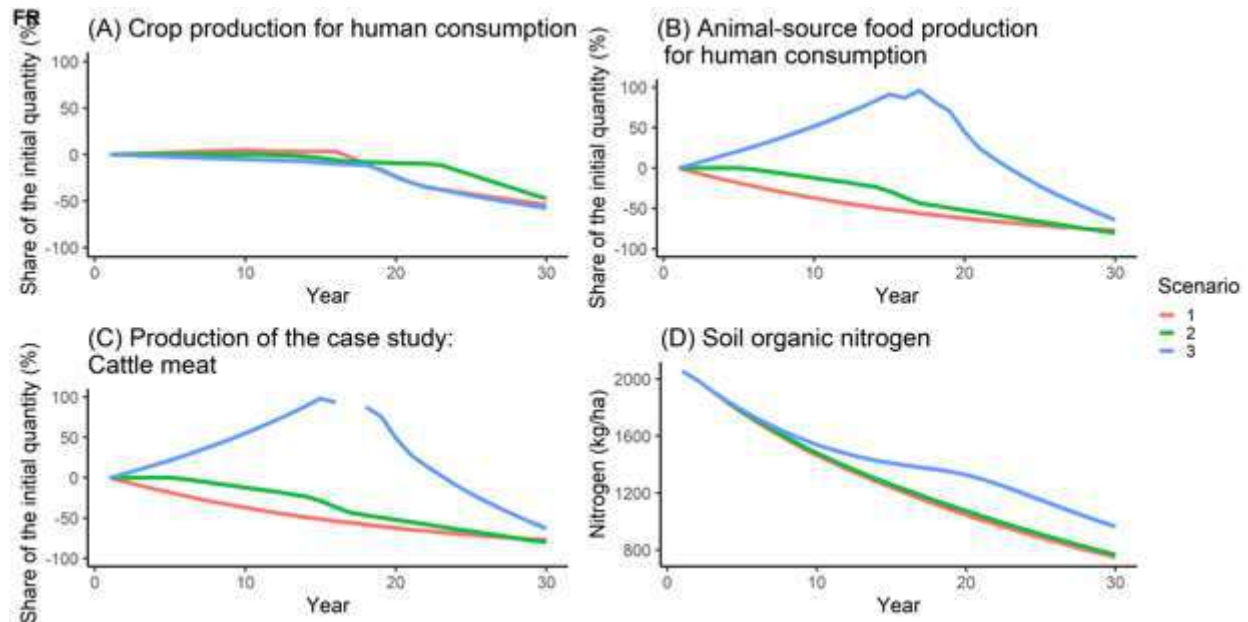 FR
(A) Crop production for human consumption
Share of the initial quantity (%)
100
50
0
-50
-100
0
10
20
30
Year
(B) Animal-source food production
for human consumption
Share of the initial quantity (%)
100
50
0
-50
-100
0
10
20
30
Year
(C) Production of the case study:
Cattle meat
Share of the initial quantity (%)
100
50
0
-50
-100
0
10
20
30
Year
(D) Soil organic nitrogen
Nitrogen (kg/ha)
2000
1600
1200
800
0
10
20
30
Year
Scenario
1
2
3